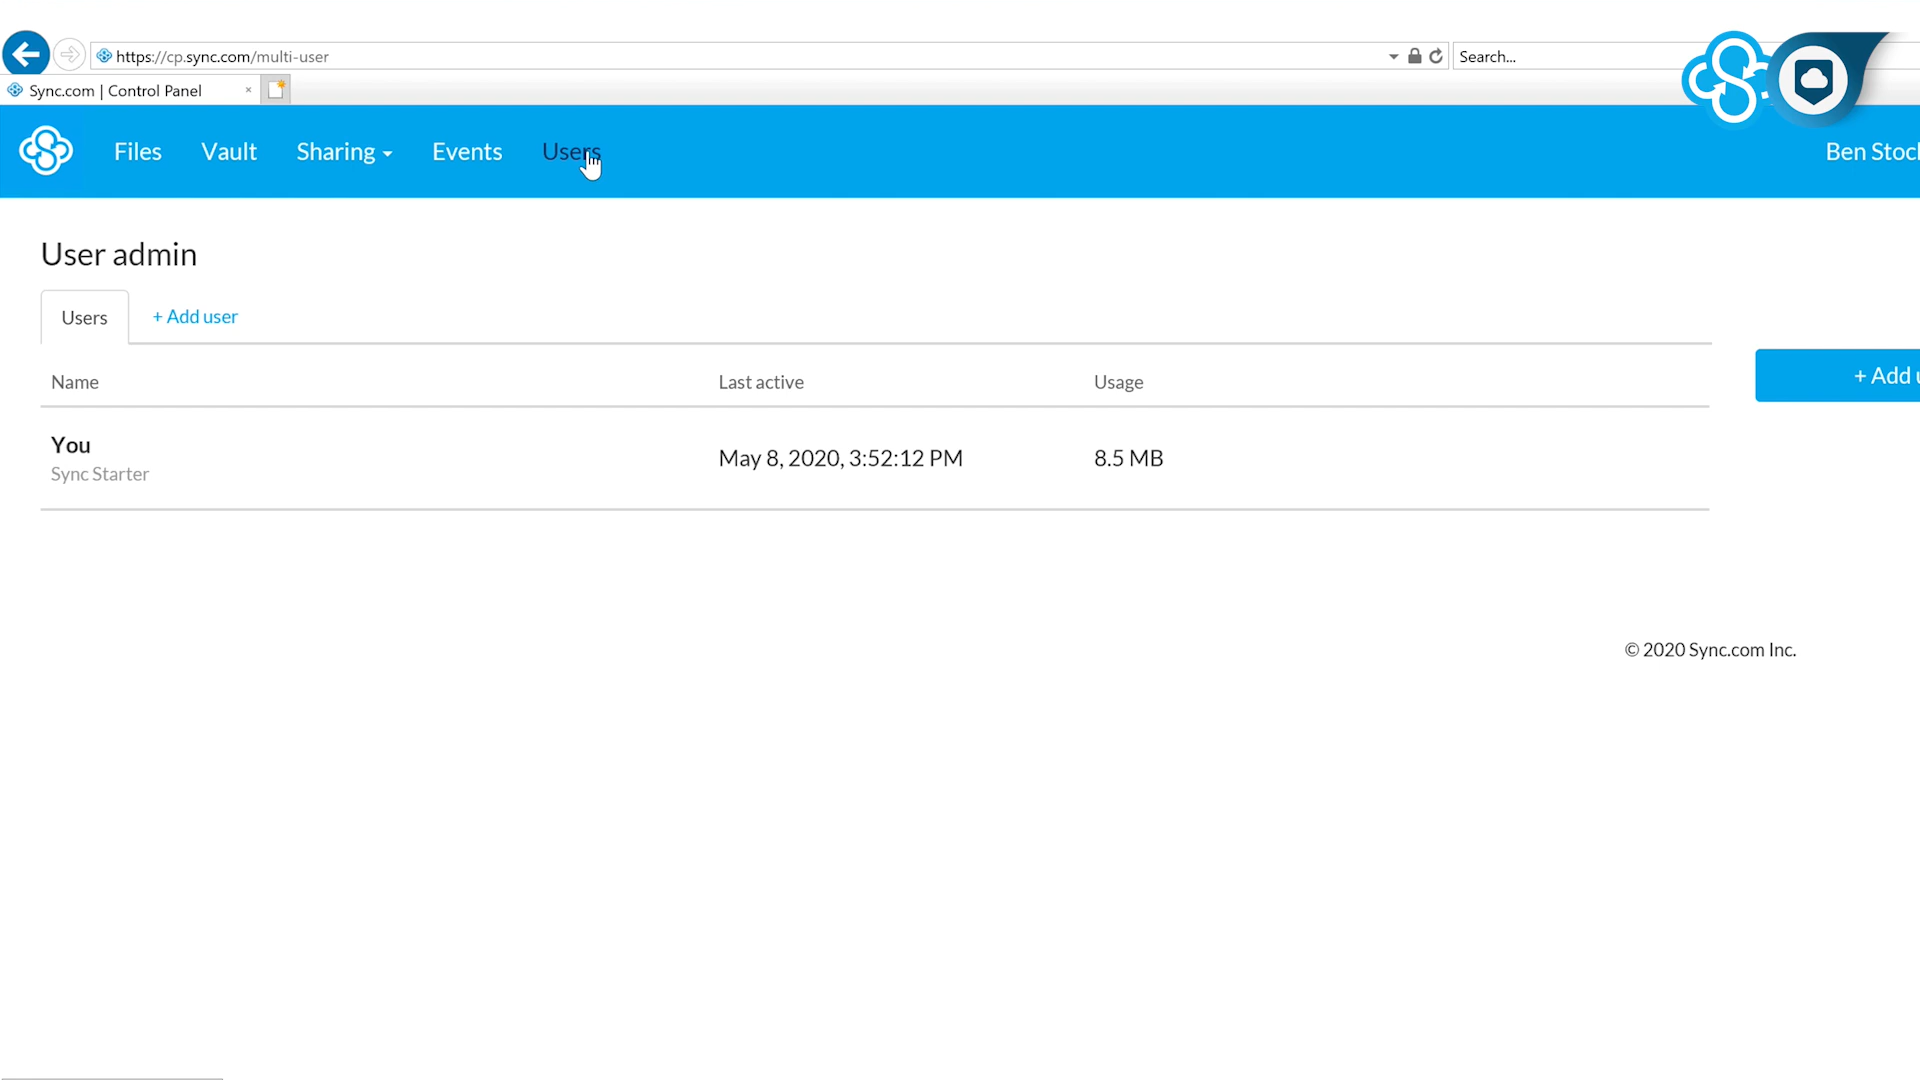 https://cp.sync.com/multi-user
Search...
Sync.com | Control Panel
Files
Vault
Sharing
Events
Users
Ben
User admin
Users
+ Add user
Name
Last active
Usage
+ Add
You
Sync Starter
May 8, 2020, 3:52:12 PM
8.5 MB
© 2020 Sync.com Inc.